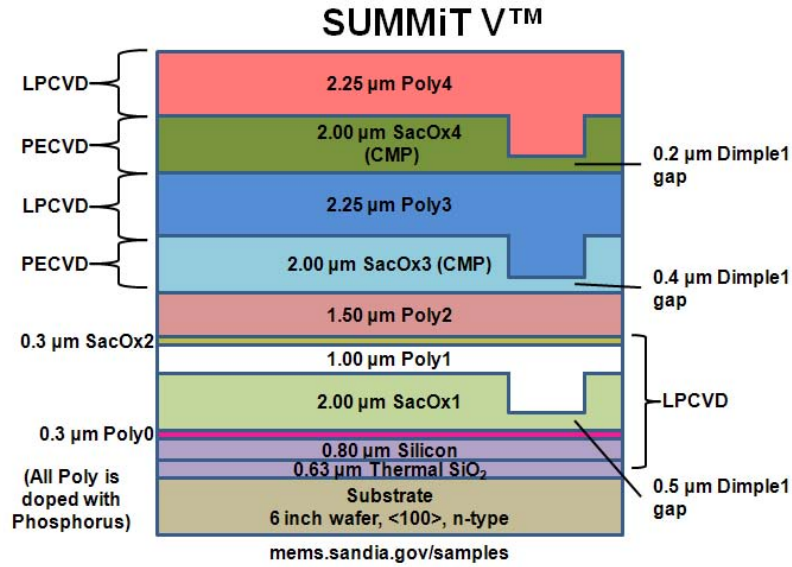 SUMMiT V™
LPCVD
2.25 µm Poly4
PECVD
2.00 µm SacOx4
(CMP)
0.2 µm Dimple1
gap
LPCVD
2.25 µm Poly3
PECVD
2.00 µm SacOx3 (CMP)
0.4 µm Dimple1
gap
1.50 µm Poly2
0.3 µm SacOx2
1.00 µm Poly1
2.00 µm SacOx1
LPCVD
0.3 µm Poly0
0.80 µm Silicon
0.63 µm Thermal SiO₂
0.5 µm Dimple1
gap
(All Poly is
doped with
Phosphorus)
Substrate
6 inch wafer, <100>, n-type
mems.sandia.gov/samples